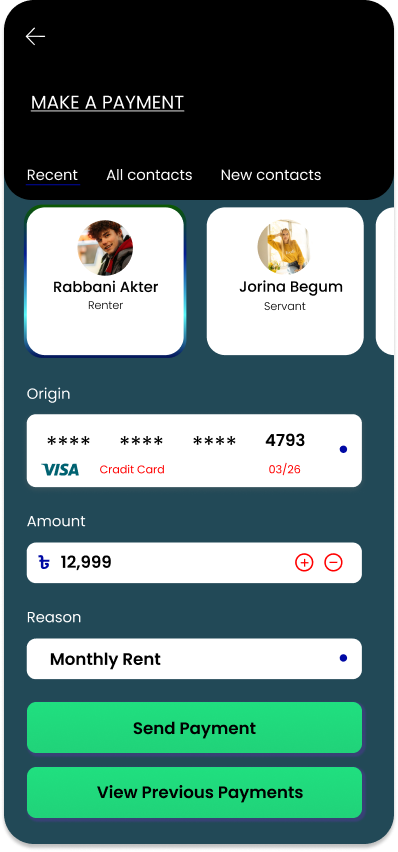 MAKE A PAYMENT
Recent All contacts New contacts
Rabbani Akter
Renter
Jorina Begum
Servant
Origin
**** **** **** 4793
VISA Cradit Card 03/26
Amount
৳ 12,999
Reason
Monthly Rent
Send Payment
View Previous Payments